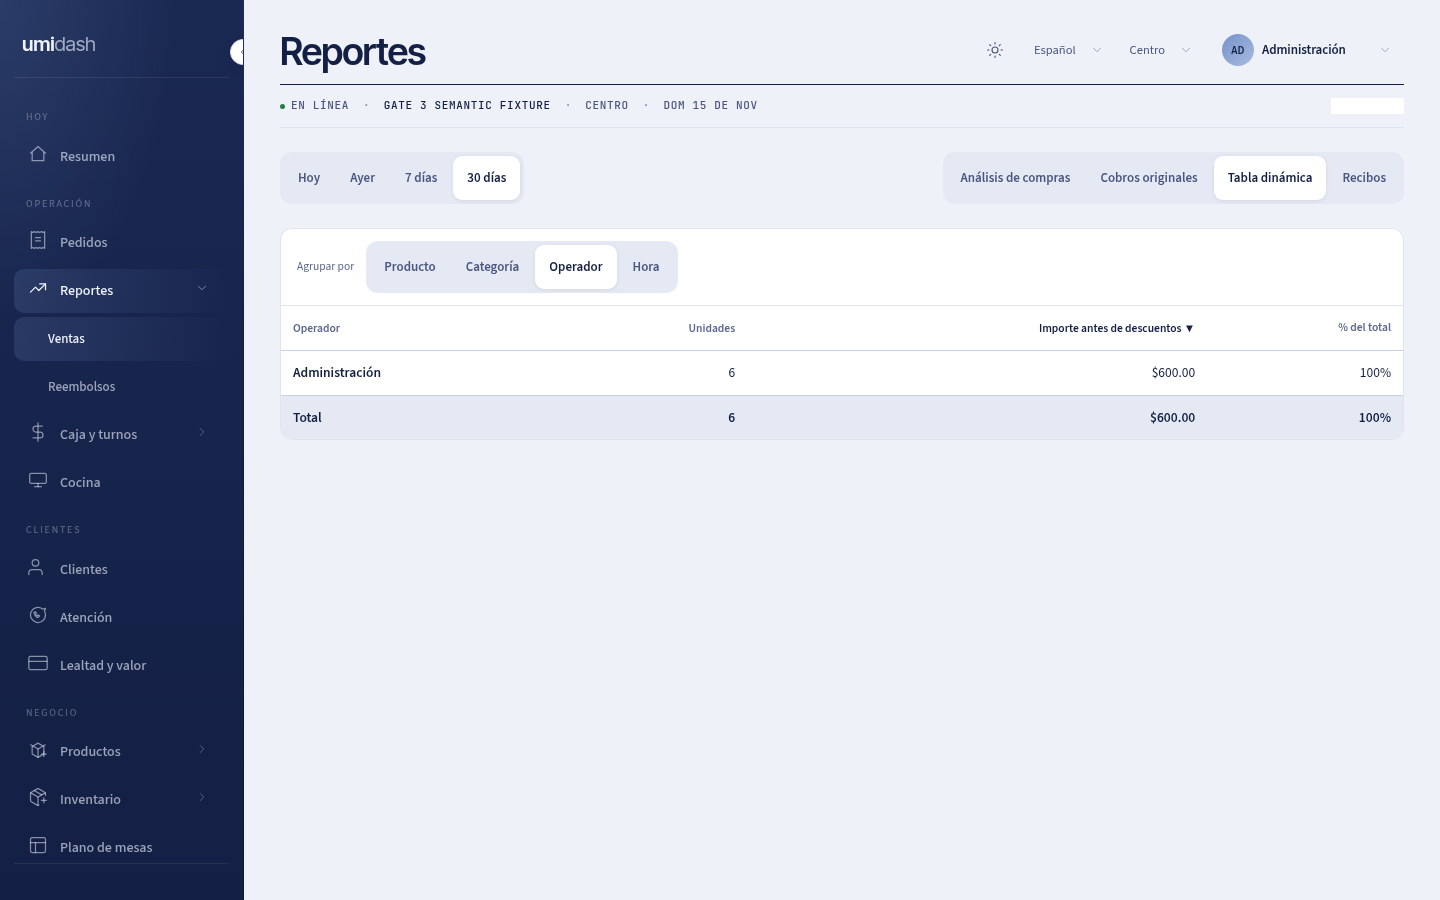 umidash
HOY
Resumen
OPERACIÓN
Pedidos
Reportes
Ventas
Reembolsos
Caja y turnos
Cocina
CLIENTES
Clientes
Atención
Lealtad y valor
NEGOCIO
Productos
Inventario
Plano de mesas
Reportes
Español
Centro
AD
Administración
EN LÍNEA · GATE 3 SEMANTIC FIXTURE · CENTRO · DOM 15 DE NOV
Hoy Ayer 7 días 30 días
Análisis de compras Cobros originales Tabla dinámica Recibos
Agrupar por Producto Categoría Operador Hora
Operador Unidades Importe antes de descuentos ▼ % del total
Administración 6 $600.00 100%
Total 6 $600.00 100%